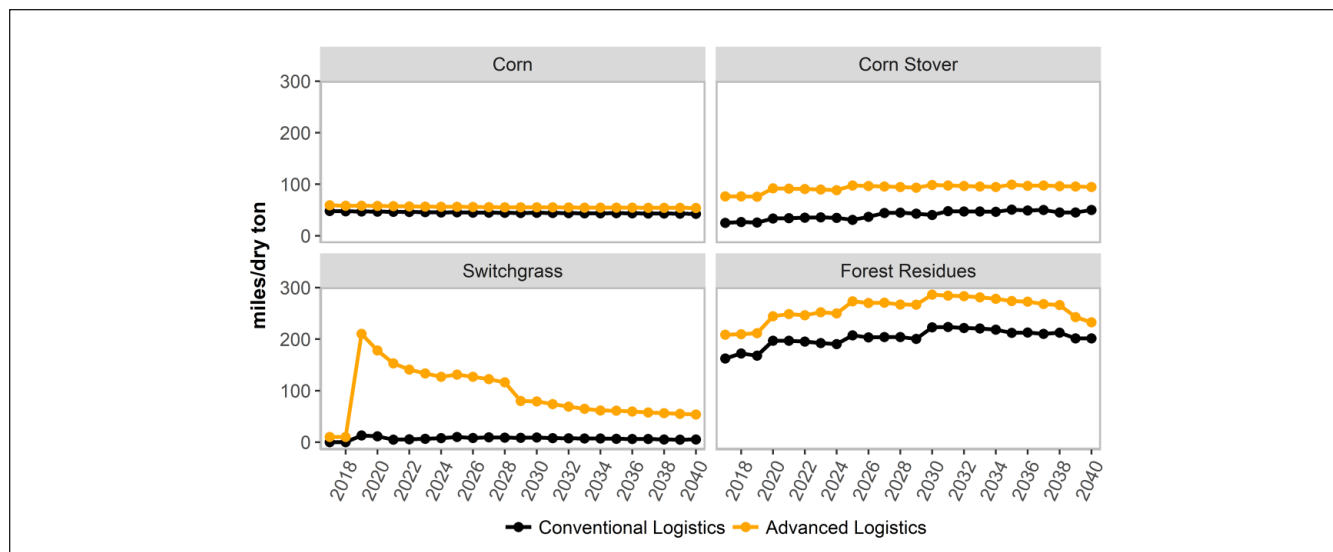 Corn
Corn Stover
300
200
100
0
miles/dry ton
Switchgrass
Forest Residues
300
200
100
0
2018 2020 2022 2024 2026 2028 2030 2032 2034 2036 2038 2040
2018 2020 2022 2024 2026 2028 2030 2032 2034 2036 2038 2040
Conventional Logistics Advanced Logistics